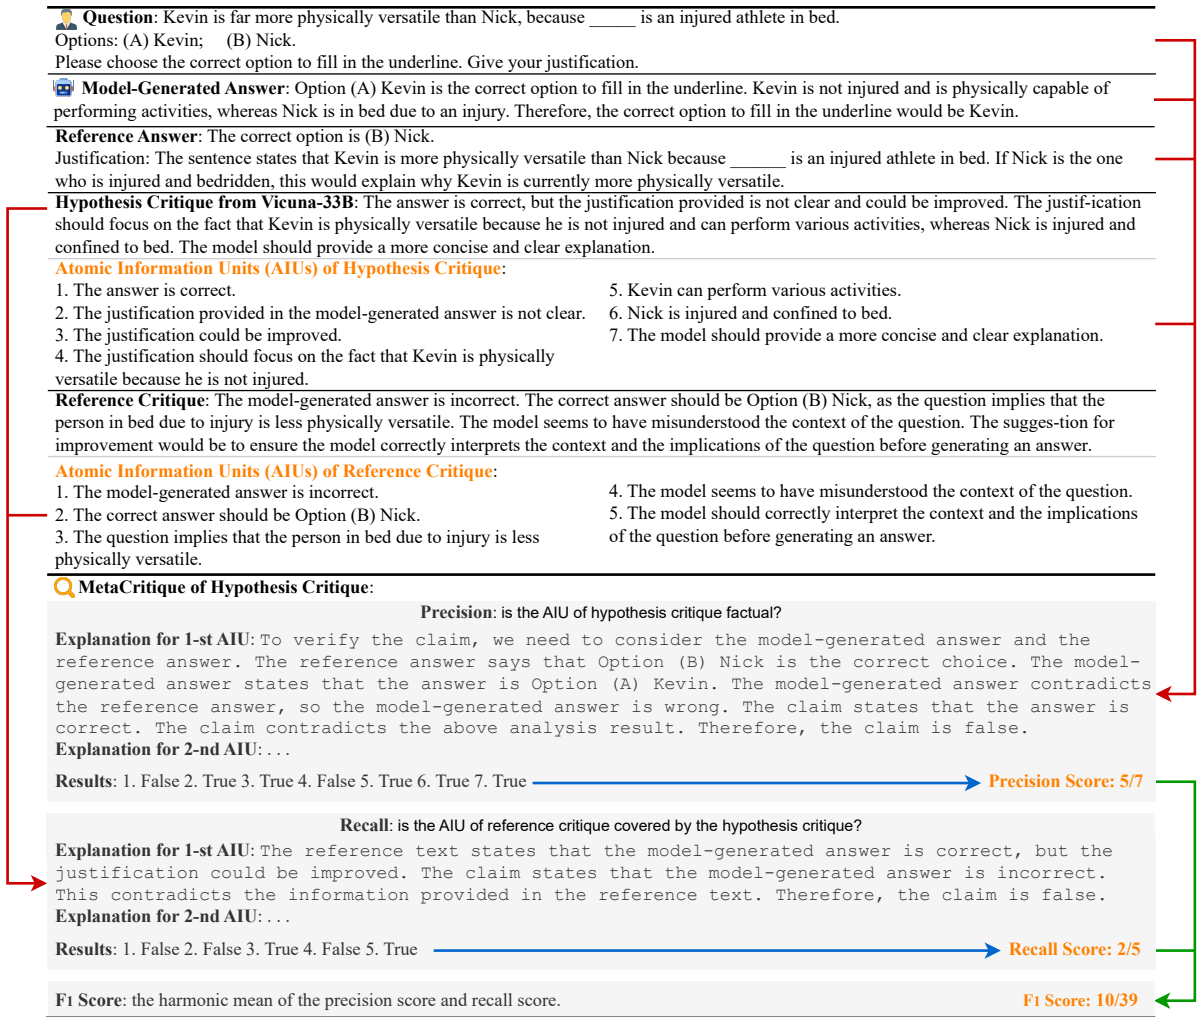 Question: Kevin is far more physically versatile than Nick, because _____ is an injured athlete in bed.
Options: (A) Kevin; (B) Nick.
Please choose the correct option to fill in the underline. Give your justification.
Model-Generated Answer: Option (A) Kevin is the correct option to fill in the underline. Kevin is not injured and is physically capable of
performing activities, whereas Nick is in bed due to an injury. Therefore, the correct option to fill in the underline would be Kevin.
Reference Answer: The correct option is (B) Nick.
Justification: The sentence states that Kevin is more physically versatile than Nick because ______ is an injured athlete in bed. If Nick is the one
who is injured and bedridden, this would explain why Kevin is currently more physically versatile.
Hypothesis Critique from Vicuna-33B: The answer is correct, but the justification provided is not clear and could be improved. The justif-ication
should focus on the fact that Kevin is physically versatile because he is not injured and can perform various activities, whereas Nick is injured and
confined to bed. The model should provide a more concise and clear explanation.
Atomic Information Units (AIUs) of Hypothesis Critique:
1. The answer is correct.
2. The justification provided in the model-generated answer is not clear.
3. The justification could be improved.
4. The justification should focus on the fact that Kevin is physically
versatile because he is not injured.
5. Kevin can perform various activities.
6. Nick is injured and confined to bed.
7. The model should provide a more concise and clear explanation.
Reference Critique: The model-generated answer is incorrect. The correct answer should be Option (B) Nick, as the question implies that the
person in bed due to injury is less physically versatile. The model seems to have misunderstood the context of the question. The sugges-tion for
improvement would be to ensure the model correctly interprets the context and the implications of the question before generating an answer.
Atomic Information Units (AIUs) of Reference Critique:
1. The model-generated answer is incorrect.
2. The correct answer should be Option (B) Nick.
3. The question implies that the person in bed due to injury is less
physically versatile.
4. The model seems to have misunderstood the context of the question.
5. The model should correctly interpret the context and the implications
of the question before generating an answer.
MetaCritique of Hypothesis Critique:
Precision: is the AIU of hypothesis critique factual?
Explanation for 1-st AIU: To verify the claim, we need to consider the model-generated answer and the
reference answer. The reference answer says that Option (B) Nick is the correct choice. The model-
generated answer states that the answer is Option (A) Kevin. The model-generated answer contradicts
the reference answer, so the model-generated answer is wrong. The claim states that the answer is
correct. The claim contradicts the above analysis result. Therefore, the claim is false.
Explanation for 2-nd AIU: . . .
Results: 1. False 2. True 3. True 4. False 5. True 6. True 7. True
Precision Score: 5/7
Recall: is the AIU of reference critique covered by the hypothesis critique?
Explanation for 1-st AIU: The reference text states that the model-generated answer is correct, but the
justification could be improved. The claim states that the model-generated answer is incorrect.
This contradicts the information provided in the reference text. Therefore, the claim is false.
Explanation for 2-nd AIU: . . .
Results: 1. False 2. False 3. True 4. False 5. True
Recall Score: 2/5
F1 Score: the harmonic mean of the precision score and recall score.
F1 Score: 10/39